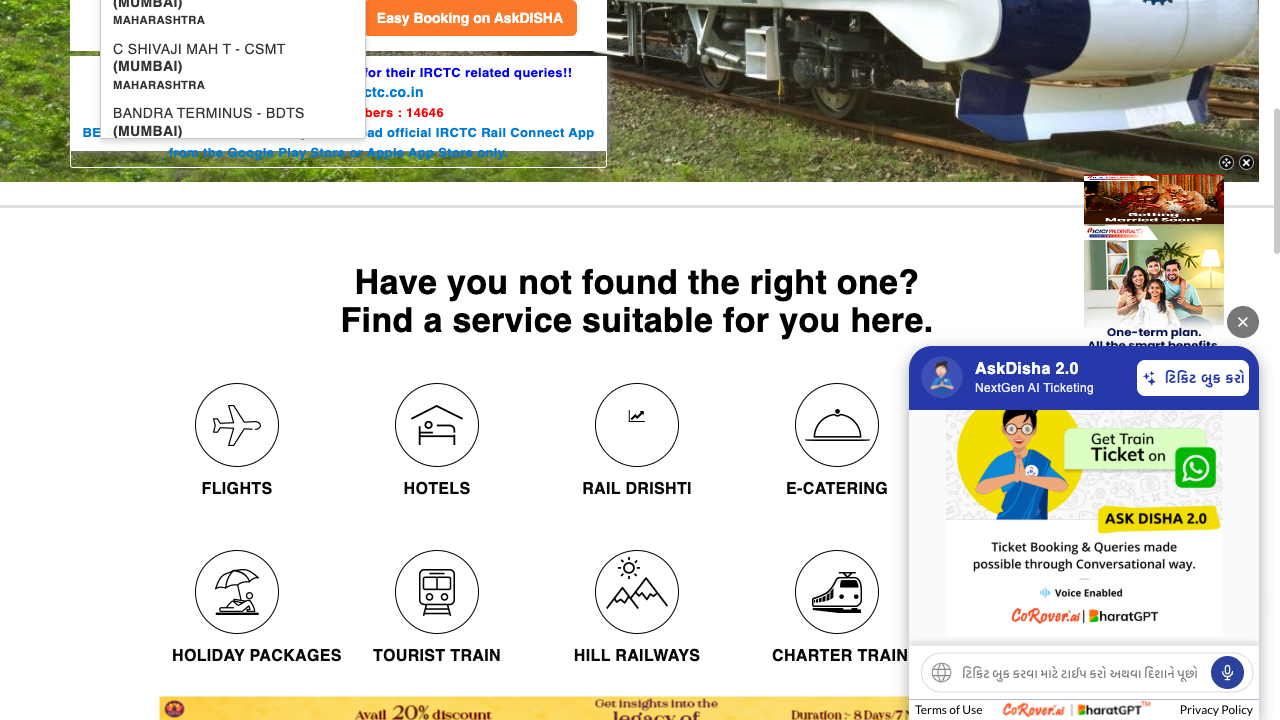 (MUMBAI)
MAHARASHTRA
C SHIVAJI MAH T - CSMT
(MUMBAI)
MAHARASHTRA
BANDRA TERMINUS - BDTS
(MUMBAI)
Easy Booking on AskDISHA
for their IRCTC related queries!!
ctc.co.in
bers : 14646
BE
ad official IRCTC Rail Connect App
from the Google Play Store or Apple App Store only.
Getting
Married Soon?
ICICI PRUDENTIAL
One-term plan.
All the smart benefits
Have you not found the right one?
Find a service suitable for you here.
FLIGHTS
HOTELS
RAIL DRISHTI
E-CATERING
HOLIDAY PACKAGES
TOURIST TRAIN
HILL RAILWAYS
CHARTER TRAIN
Avail 20% discount
Get insights into the
legacy of
Duration :- 8 Days/7 N
AskDisha 2.0
NextGen AI Ticketing
ટિકિટ બુક કરો
Get Train
Ticket on
ASK DISHA 2.0
Ticket Booking & Queries made
possible through Conversational way.
Voice Enabled
CoRover.ai | BharatGPT
ટિકિટ બુક કરવા માટે ટાઈપ કરો અથવા દિશાને પૂછો
Terms of Use
CoRover.ai | BharatGPT™
Privacy Policy